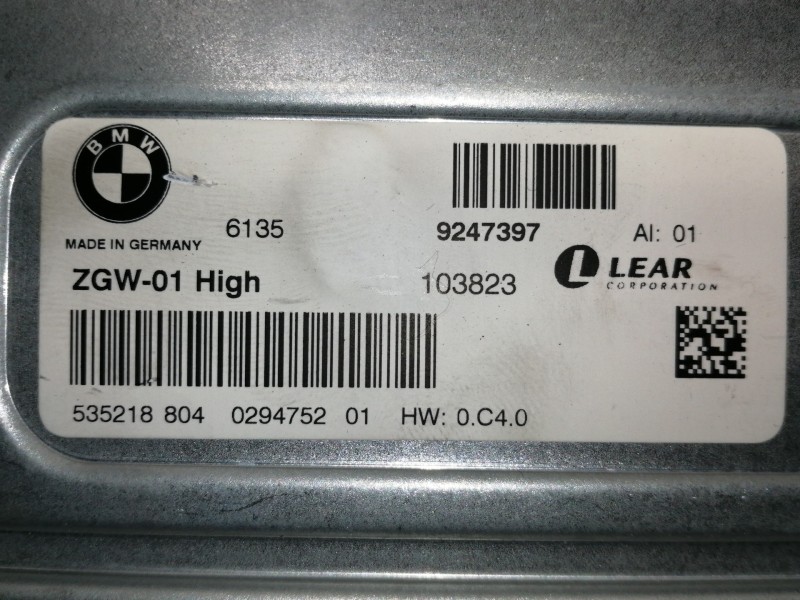 BMW
MADE IN GERMANY
6135
9247397
AI: 01
ZGW-01 High
103823
LEAR
CORPORATION
535218 804 0294752 01 HW: 0.C4.0